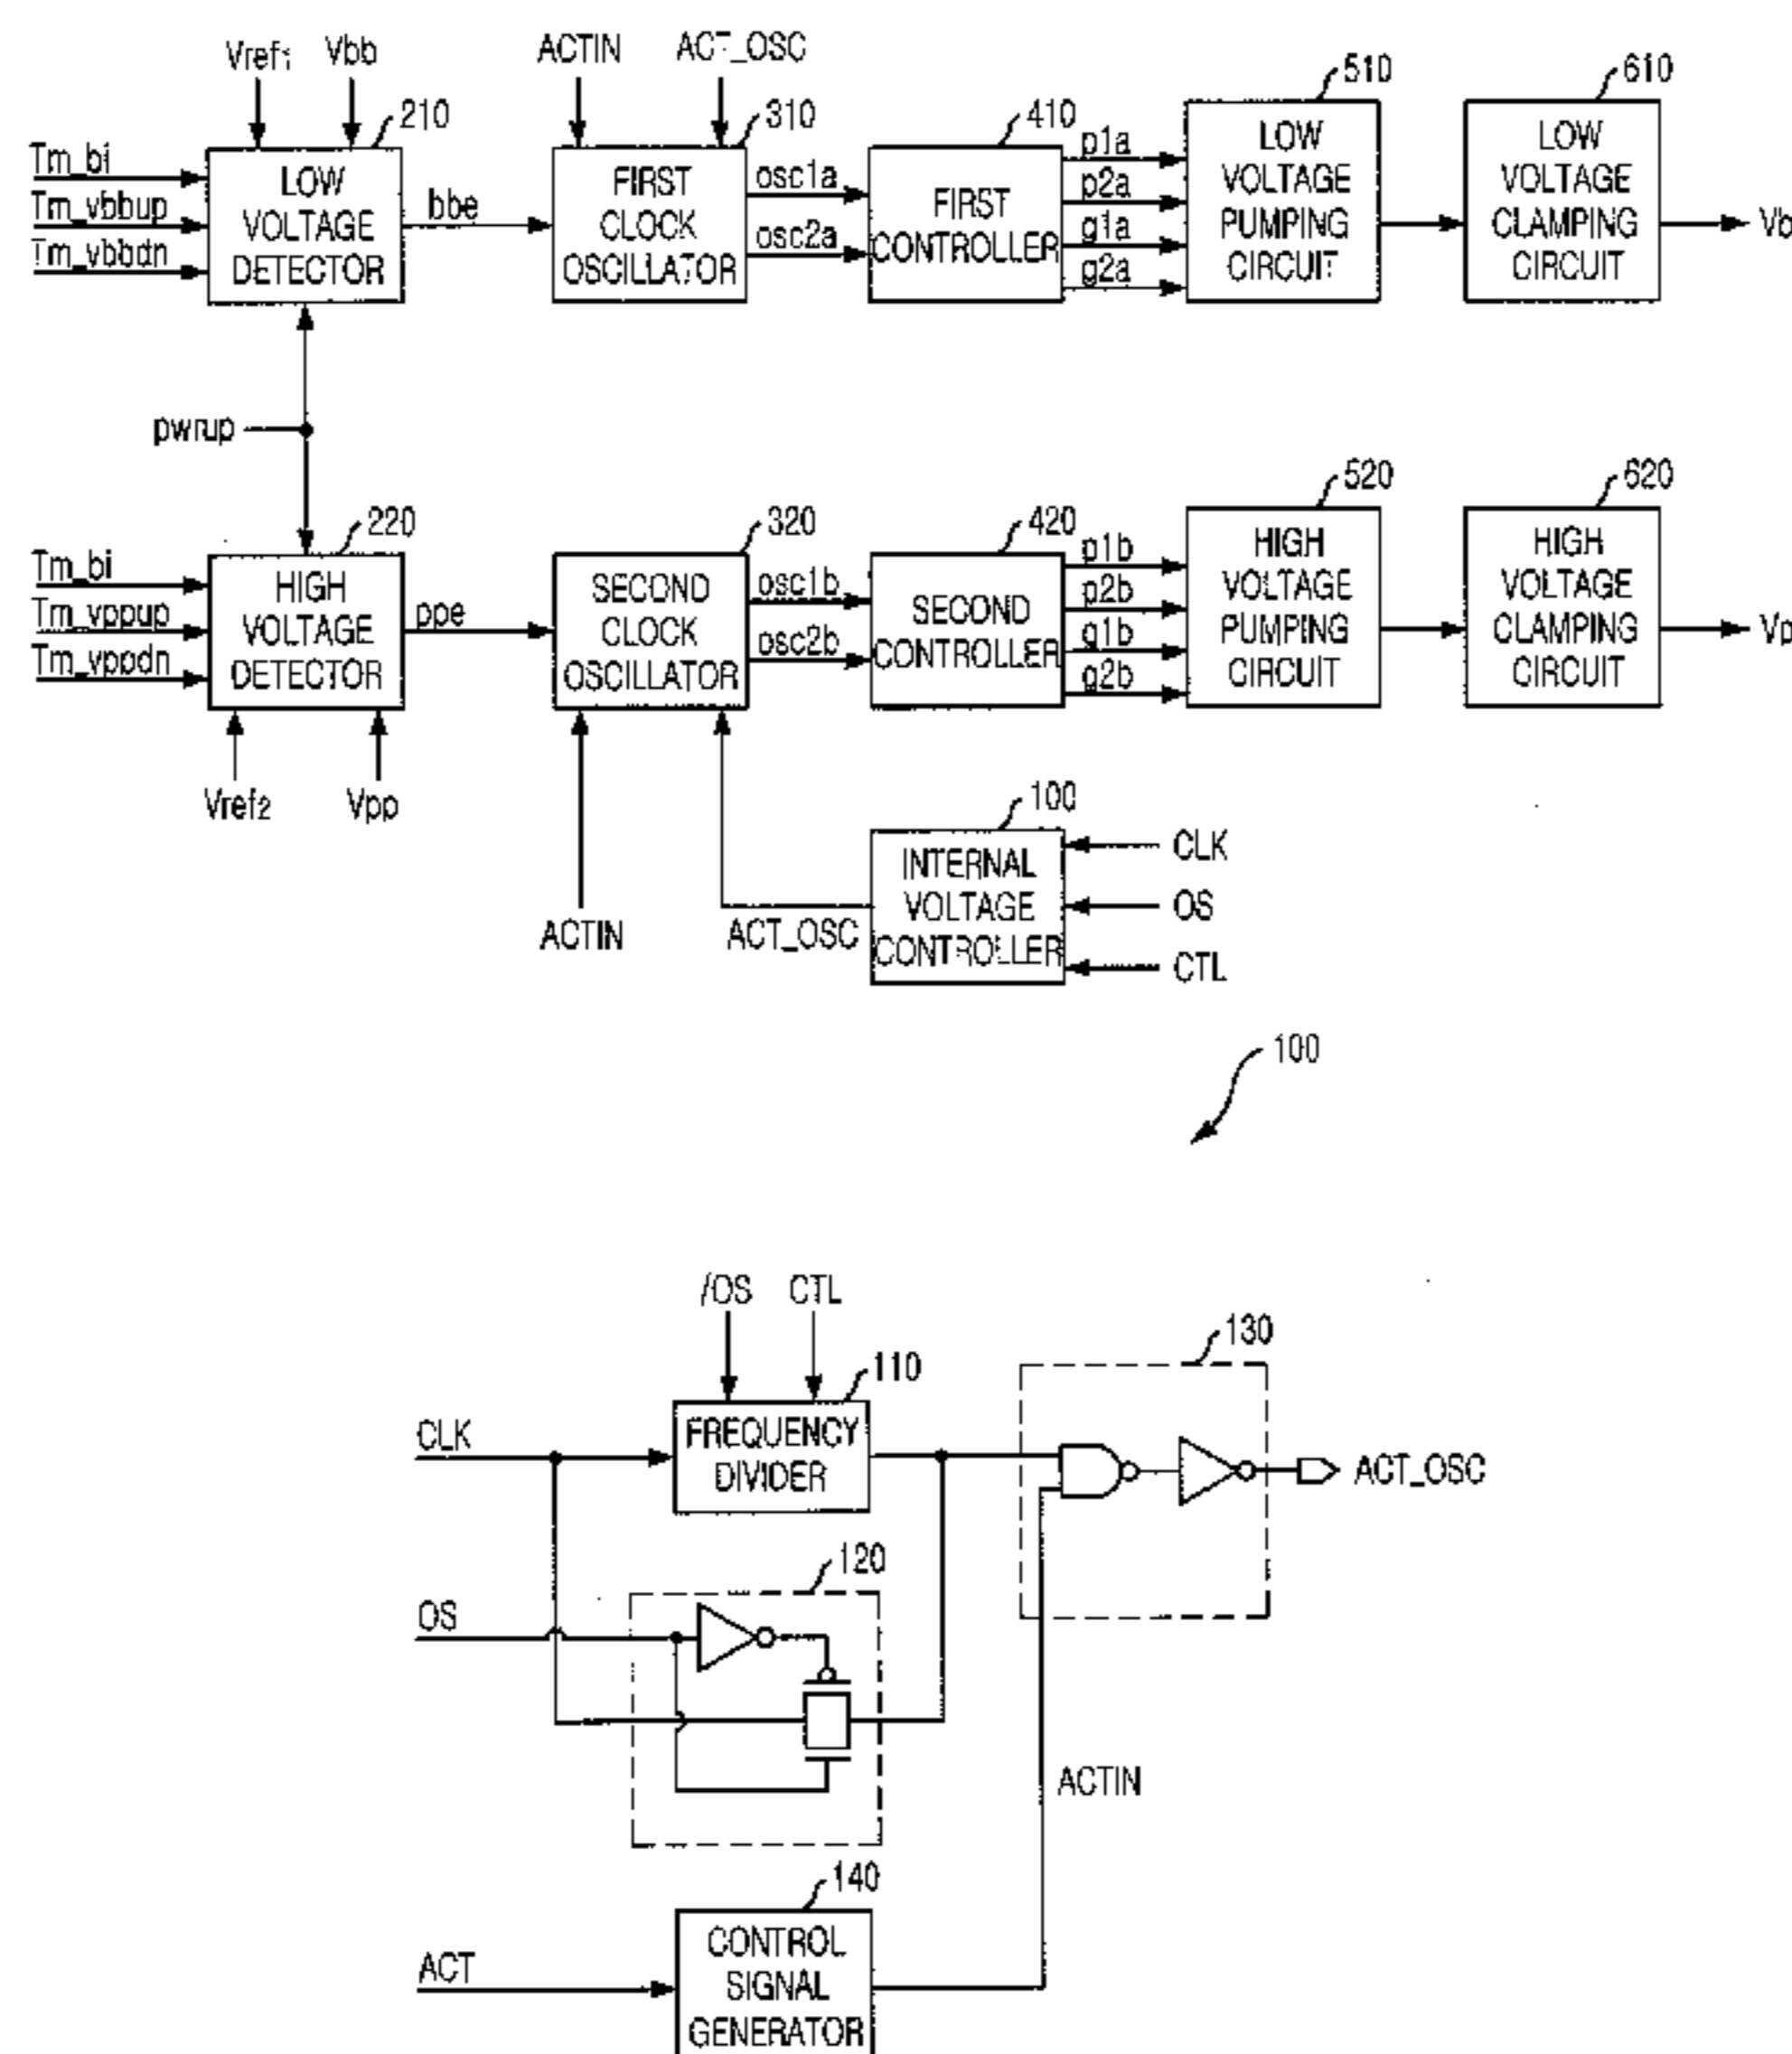 Vref1 Vbb ACTIN ACT_OSC
210 310 410 510 610
Tm_bi
Tm_vbbup
Tm_vbbdn
LOW
VOLTAGE
DETECTOR
bbe
FIRST
CLOCK
OSCILLATOR
osc1a
osc2a
FIRST
CONTROLLER
p1a
p2a
g1a
g2a
LOW
VOLTAGE
PUMPING
CIRCUIT
LOW
VOLTAGE
CLAMPING
CIRCUIT
pwrup
220 320 420 520 620
Tm_bi
Tm_vppup
Tm_vppdn
HIGH
VOLTAGE
DETECTOR
ppe
SECOND
CLOCK
OSCILLATOR
osc1b
osc2b
SECOND
CONTROLLER
p1b
p2b
g1b
g2b
HIGH
VOLTAGE
PUMPING
CIRCUIT
HIGH
VOLTAGE
CLAMPING
CIRCUIT
Vref2 Vpp
ACTIN ACT_OSC
100
INTERNAL
VOLTAGE
CONTROLLER
CLK
OS
CTL
100
/OS CTL
110
CLK
FREQUENCY
DIVIDER
130
ACT_OSC
120
OS
ACTIN
140
ACT
CONTROL
SIGNAL
GENERATOR